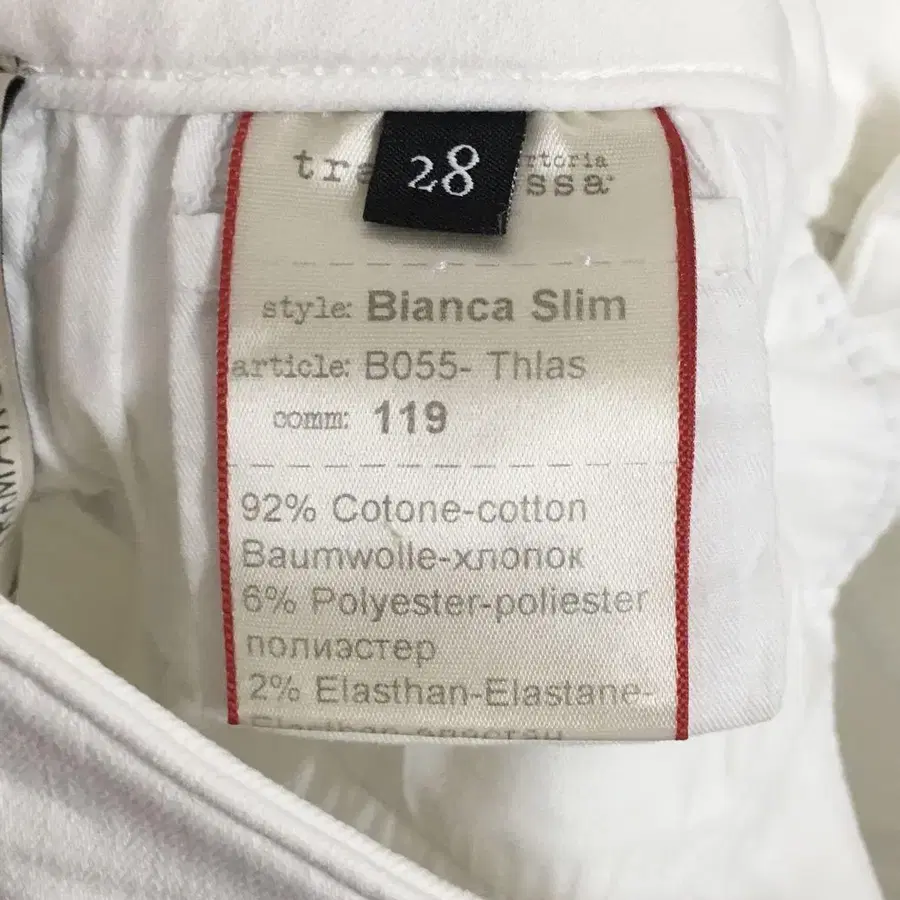 28
style: Bianca Slim
article: B055- Thlas
comm: 119
92% Cotone-cotton
Baumwolle-хлопок
6% Polyester-poliester
полиэстер
2% Elasthan-Elastane-